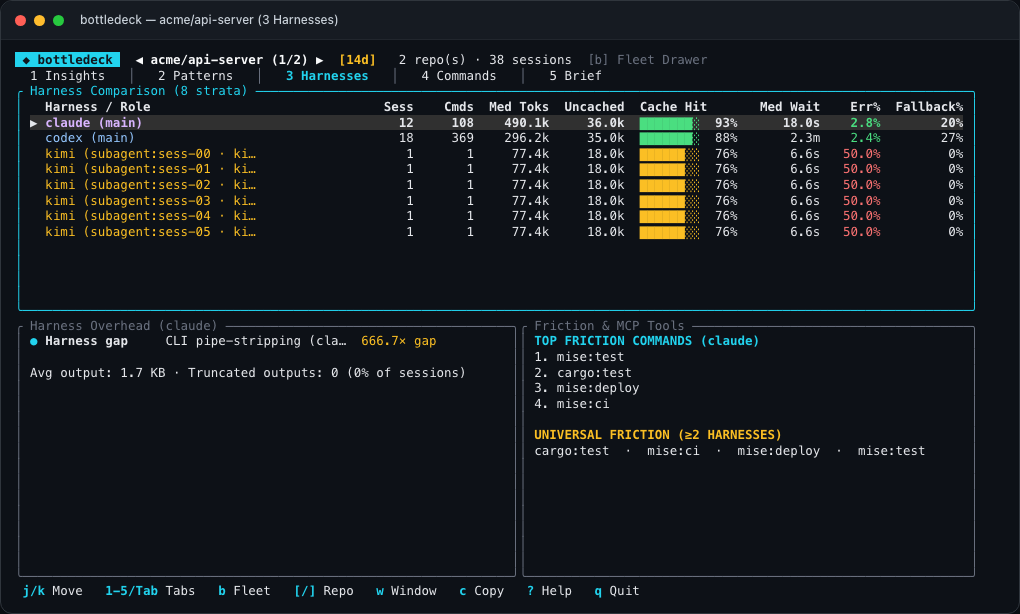 bottledeck — acme/api-server (3 Harnesses)
◆ bottledeck ◀ acme/api-server (1/2) ▶ [14d] 2 repo(s) · 38 sessions [b] Fleet Drawer
1 Insights │ 2 Patterns │ 3 Harnesses │ 4 Commands │ 5 Brief
Harness Comparison (8 strata)
Harness / Role Sess Cmds Med Toks Uncached Cache Hit Med Wait Err% Fallback%
▶ claude (main) 12 108 490.1k 36.0k 93% 18.0s 2.8% 20%
codex (main) 18 369 296.2k 35.0k 88% 2.3m 2.4% 27%
kimi (subagent:sess-00 · ki… 1 1 77.4k 18.0k 76% 6.6s 50.0% 0%
kimi (subagent:sess-01 · ki… 1 1 77.4k 18.0k 76% 6.6s 50.0% 0%
kimi (subagent:sess-02 · ki… 1 1 77.4k 18.0k 76% 6.6s 50.0% 0%
kimi (subagent:sess-03 · ki… 1 1 77.4k 18.0k 76% 6.6s 50.0% 0%
kimi (subagent:sess-04 · ki… 1 1 77.4k 18.0k 76% 6.6s 50.0% 0%
kimi (subagent:sess-05 · ki… 1 1 77.4k 18.0k 76% 6.6s 50.0% 0%
Harness Overhead (claude)
● Harness gap CLI pipe-stripping (cla… 666.7× gap
Avg output: 1.7 KB · Truncated outputs: 0 (0% of sessions)
Friction & MCP Tools
TOP FRICTION COMMANDS (claude)
1. mise:test
2. cargo:test
3. mise:deploy
4. mise:ci
UNIVERSAL FRICTION (≥2 HARNESSES)
cargo:test · mise:ci · mise:deploy · mise:test
j/k Move 1-5/Tab Tabs b Fleet [/] Repo w Window c Copy ? Help q Quit